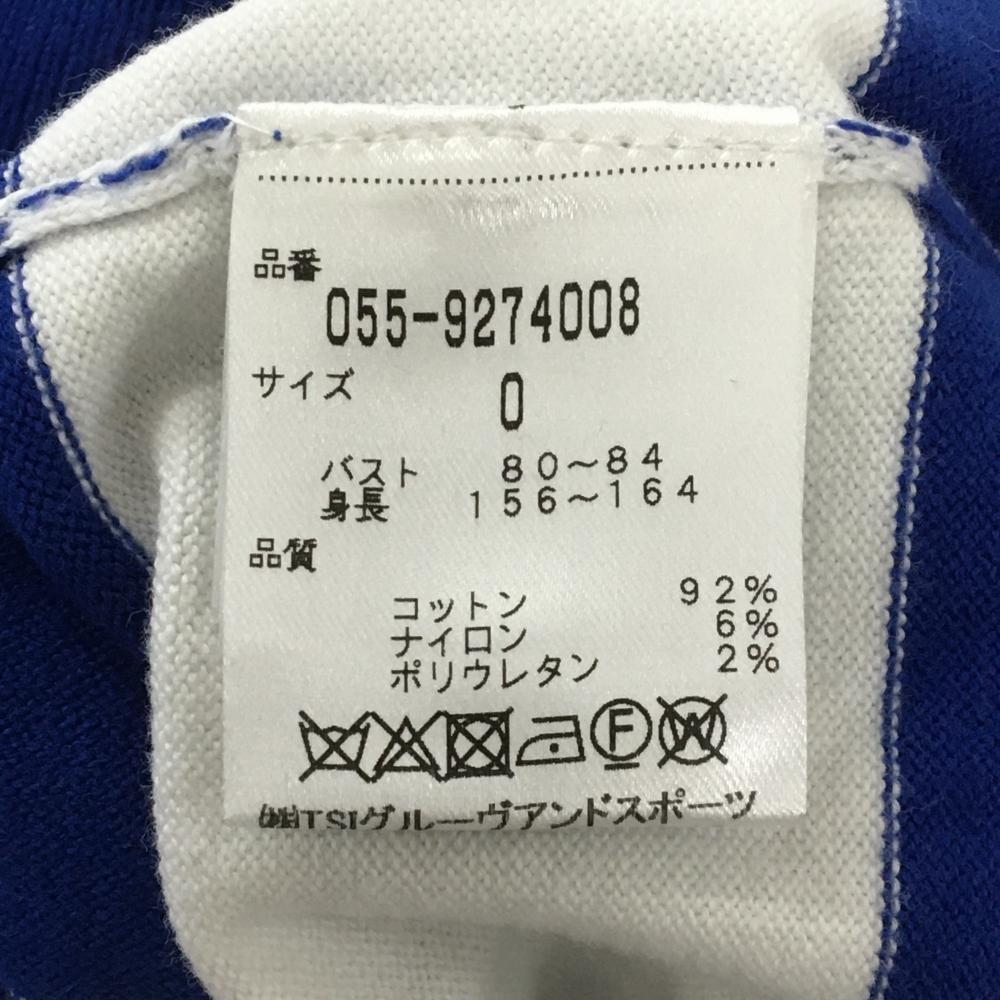 品番
055-9274008
サイズ 0
バスト 80～84
身長 156～164
品質
コットン 92%
ナイロン 6%
ポリウレタン 2%
F W
㈱TSIグルーヴアンドスポーツ